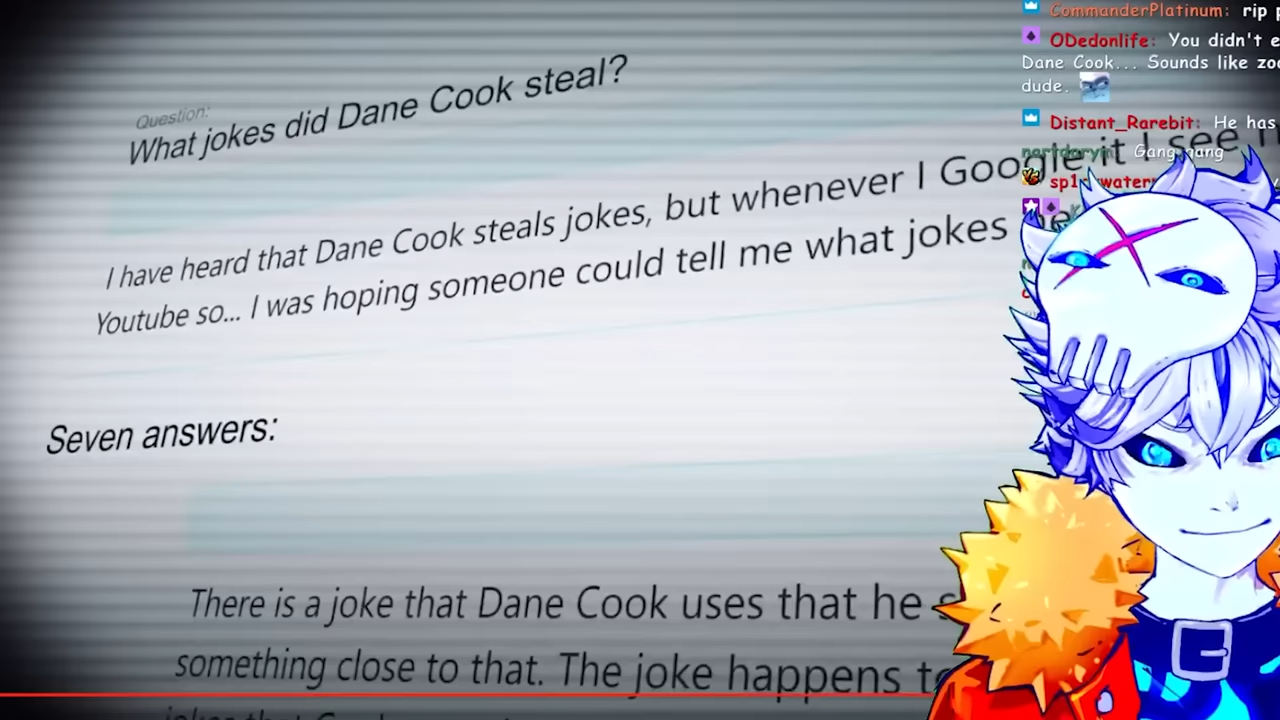 Question:
What jokes did Dane Cook steal?
I have heard that Dane Cook steals jokes, but whenever I Google it I see
Youtube so... I was hoping someone could tell me what jokes
Seven answers:
There is a joke that Dane Cook uses that he
something close to that. The joke happens
CommanderPlatinum: rip
ODedonlife: You didn't
Dane Cook... Sounds like
dude.
Distant_Rarebit: He has
Gang gang